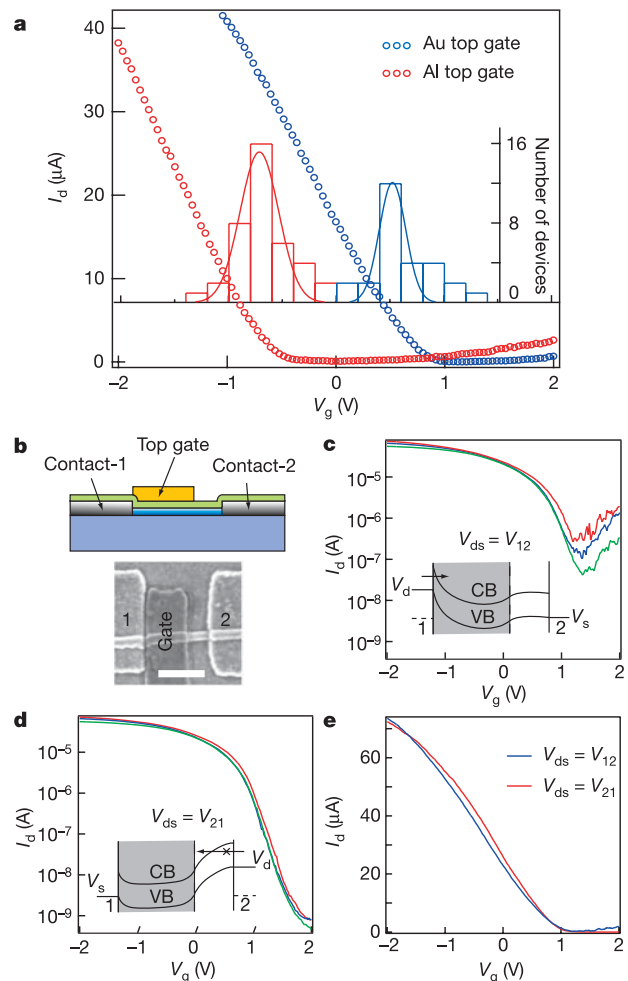 a
Au top gate
Al top gate
40
30
20
10
0
I_d (μA)
16
12
8
4
0
Number of devices
−2
−1
0
1
2
V_g (V)
b
Top gate
Contact-1
Contact-2
1
Gate
2
c
10⁻⁵
10⁻⁶
10⁻⁷
10⁻⁸
10⁻⁹
I_d (A)
V_ds = V_12
V_d
CB
VB
V_s
1
2
−2
−1
0
1
2
V_g (V)
d
10⁻⁵
10⁻⁶
10⁻⁷
10⁻⁸
10⁻⁹
I_d (A)
V_ds = V_21
V_s
CB
VB
V_d
1
2
−2
−1
0
1
2
V_g (V)
e
V_ds = V_12
V_ds = V_21
60
40
20
0
I_d (μA)
−2
−1
0
1
2
V_g (V)